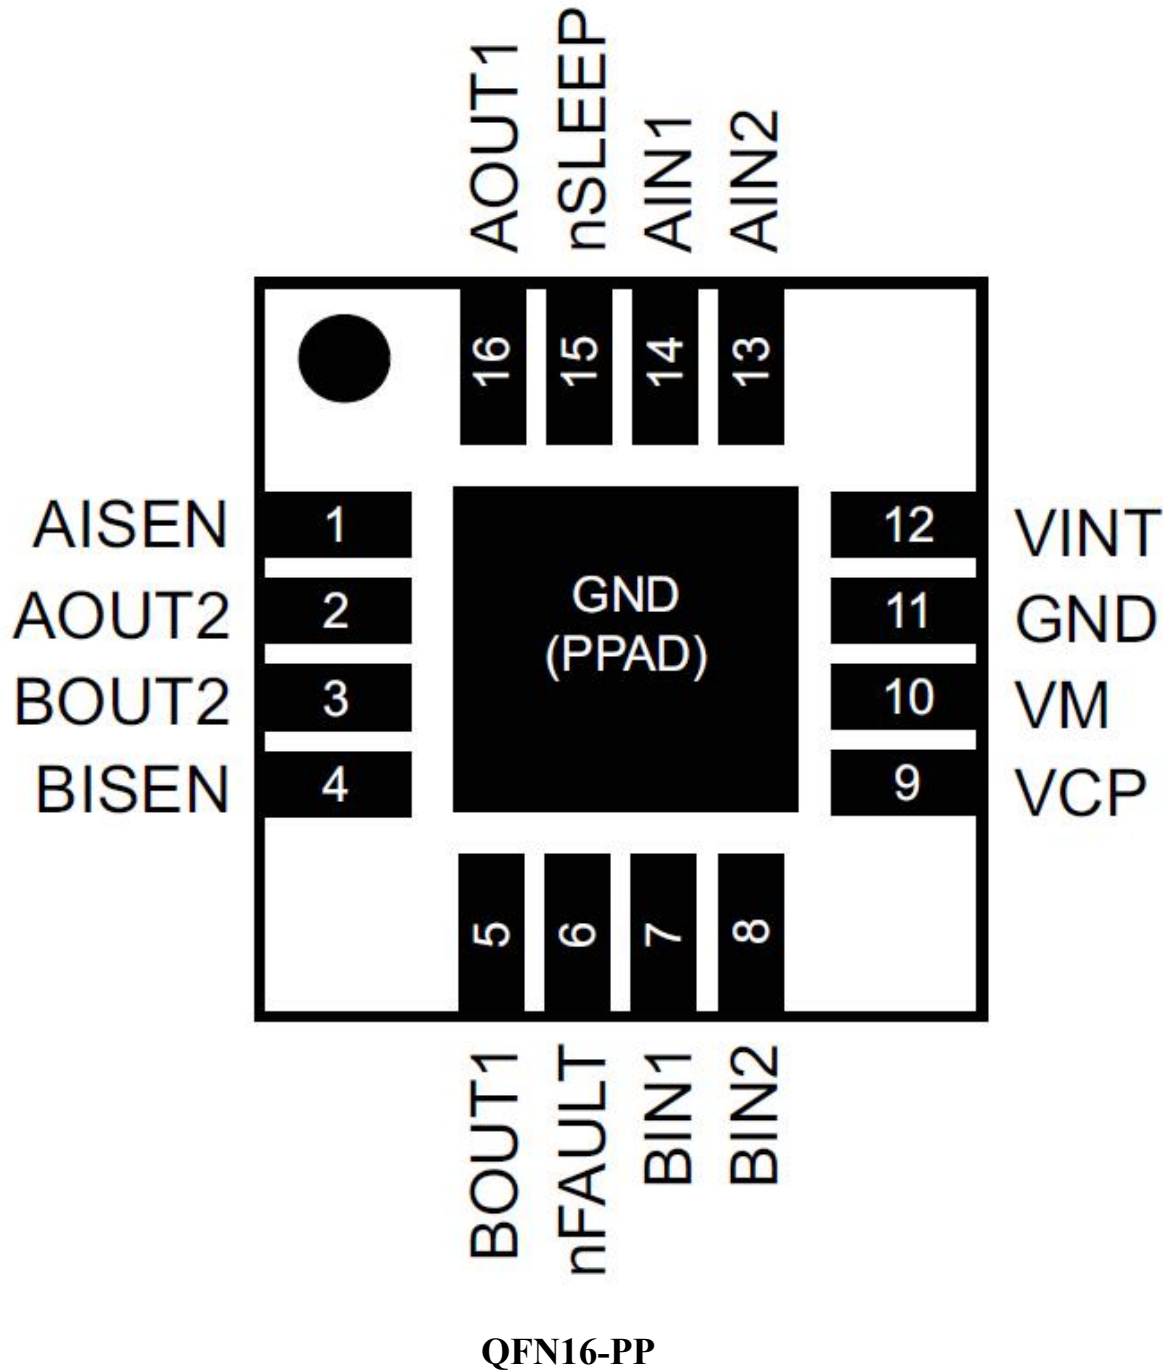 AOUT1
nSLEEP
AIN1
AIN2
16
15
14
13
AISEN 1
AOUT2 2
BOUT2 3
BISEN 4
GND
(PPAD)
12 VINT
11 GND
10 VM
9 VCP
5
6
7
8
BOUT1
nFAULT
BIN1
BIN2
QFN16-PP